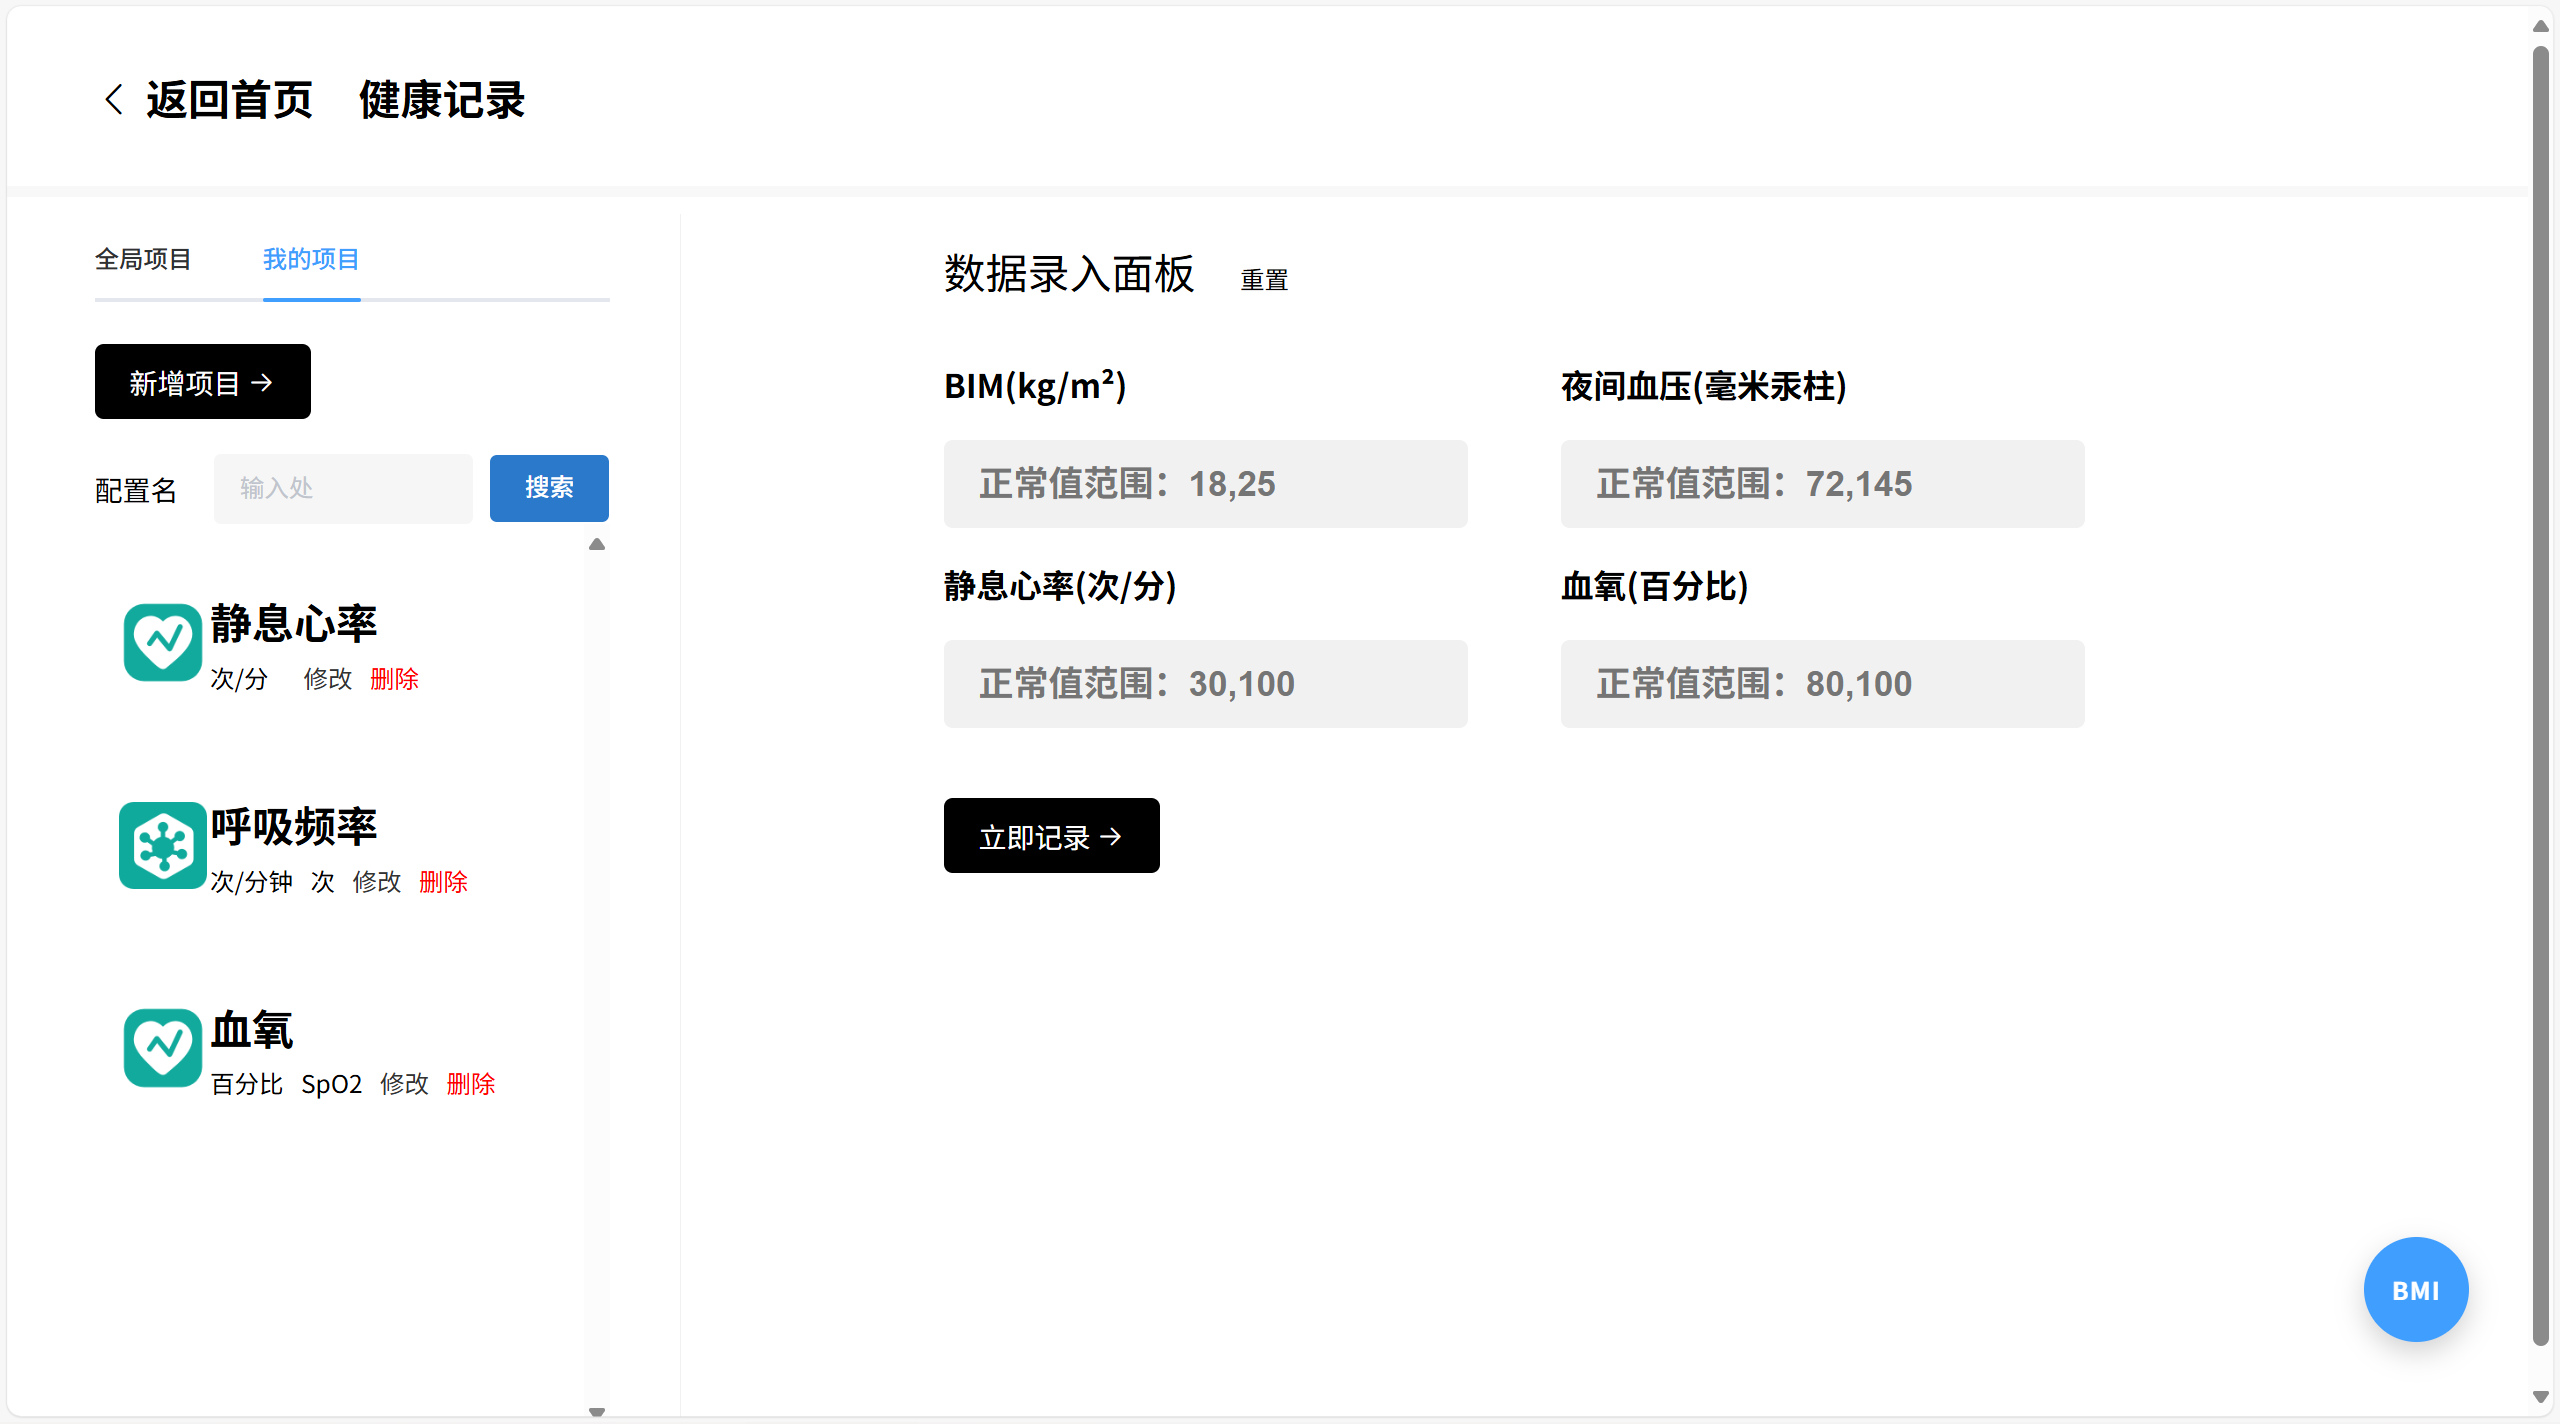 返回首页 健康记录
全局项目 我的项目
新增项目 →
配置名 输入处 搜索
静息心率
次/分 修改 删除
呼吸频率
次/分钟 次 修改 删除
血氧
百分比 SpO2 修改 删除
数据录入面板 重置
BIM(kg/m²) 夜间血压(毫米汞柱)
正常值范围：18,25 正常值范围：72,145
静息心率(次/分) 血氧(百分比)
正常值范围：30,100 正常值范围：80,100
立即记录 →
BMI